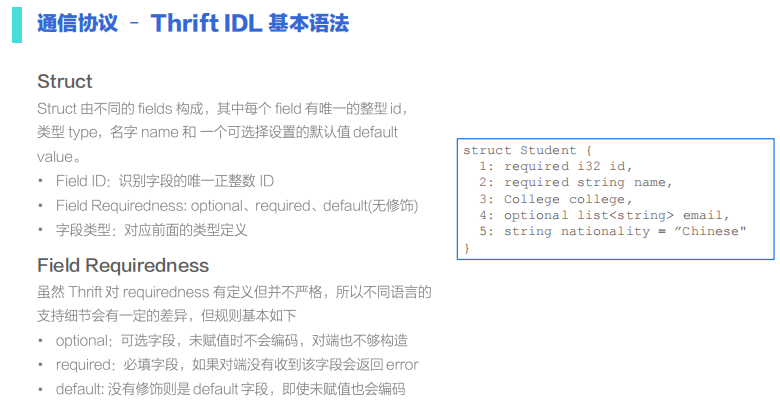 通信协议 - Thrift IDL 基本语法
Struct
Struct 由不同的 fields 构成，其中每个 field 有唯一的整型 id，
类型 type，名字 name 和 一个可选择设置的默认值 default
value。
• Field ID：识别字段的唯一正整数 ID
• Field Requiredness: optional、required、default(无修饰)
• 字段类型：对应前面的类型定义
Field Requiredness
虽然 Thrift 对 requiredness 有定义但并不严格，所以不同语言的
支持细节会有一定的差异，但规则基本如下
• optional：可选字段，未赋值时不会编码，对端也不够构造
• required：必填字段，如果对端没有收到该字段会返回 error
• default: 没有修饰则是 default 字段，即使未赋值也会编码
struct Student {
1: required i32 id,
2: required string name,
3: College college,
4: optional list<string> email,
5: string nationality = “Chinese"
}